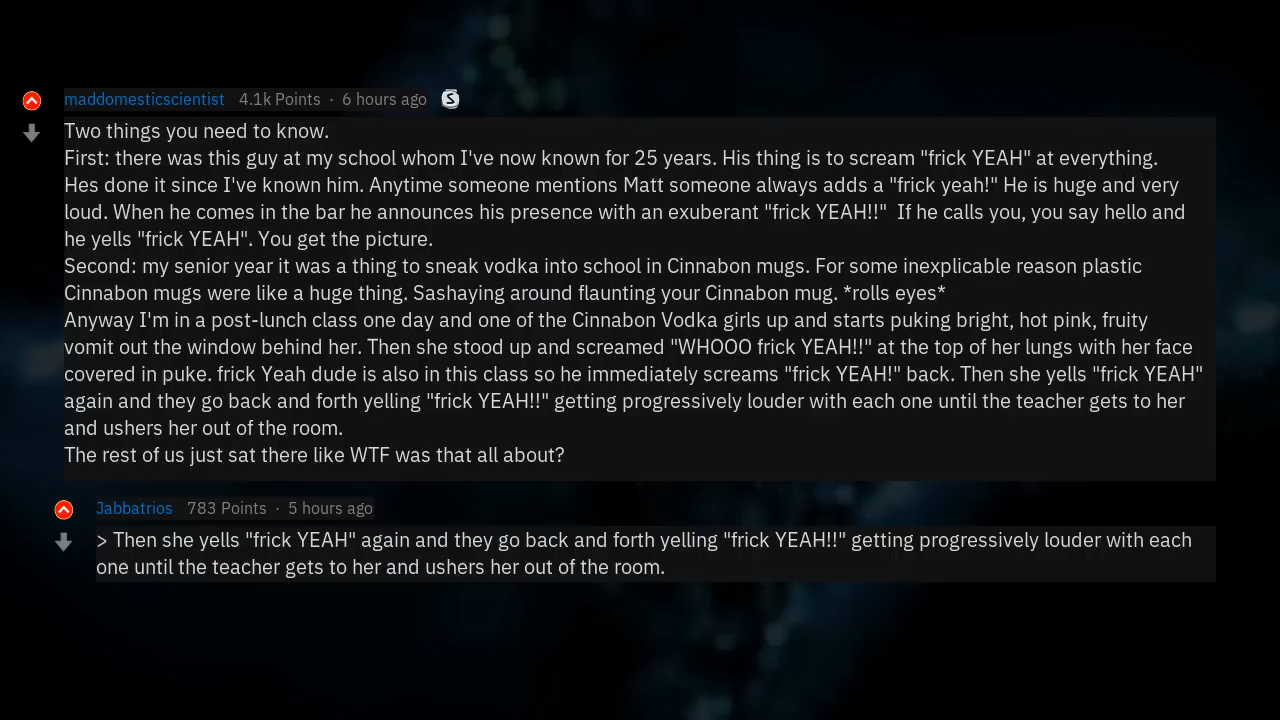 maddomesticscientist 4.1k Points · 6 hours ago S
Two things you need to know.
First: there was this guy at my school whom I've now known for 25 years. His thing is to scream "frick YEAH" at everything.
Hes done it since I've known him. Anytime someone mentions Matt someone always adds a "frick yeah!" He is huge and very
loud. When he comes in the bar he announces his presence with an exuberant "frick YEAH!!"  If he calls you, you say hello and
he yells "frick YEAH". You get the picture.
Second: my senior year it was a thing to sneak vodka into school in Cinnabon mugs. For some inexplicable reason plastic
Cinnabon mugs were like a huge thing. Sashaying around flaunting your Cinnabon mug. *rolls eyes*
Anyway I'm in a post-lunch class one day and one of the Cinnabon Vodka girls up and starts puking bright, hot pink, fruity
vomit out the window behind her. Then she stood up and screamed "WHOOO frick YEAH!!" at the top of her lungs with her face
covered in puke. frick Yeah dude is also in this class so he immediately screams "frick YEAH!" back. Then she yells "frick YEAH"
again and they go back and forth yelling "frick YEAH!!" getting progressively louder with each one until the teacher gets to her
and ushers her out of the room.
The rest of us just sat there like WTF was that all about?
Jabbatrios 783 Points · 5 hours ago
> Then she yells "frick YEAH" again and they go back and forth yelling "frick YEAH!!" getting progressively louder with each
one until the teacher gets to her and ushers her out of the room.